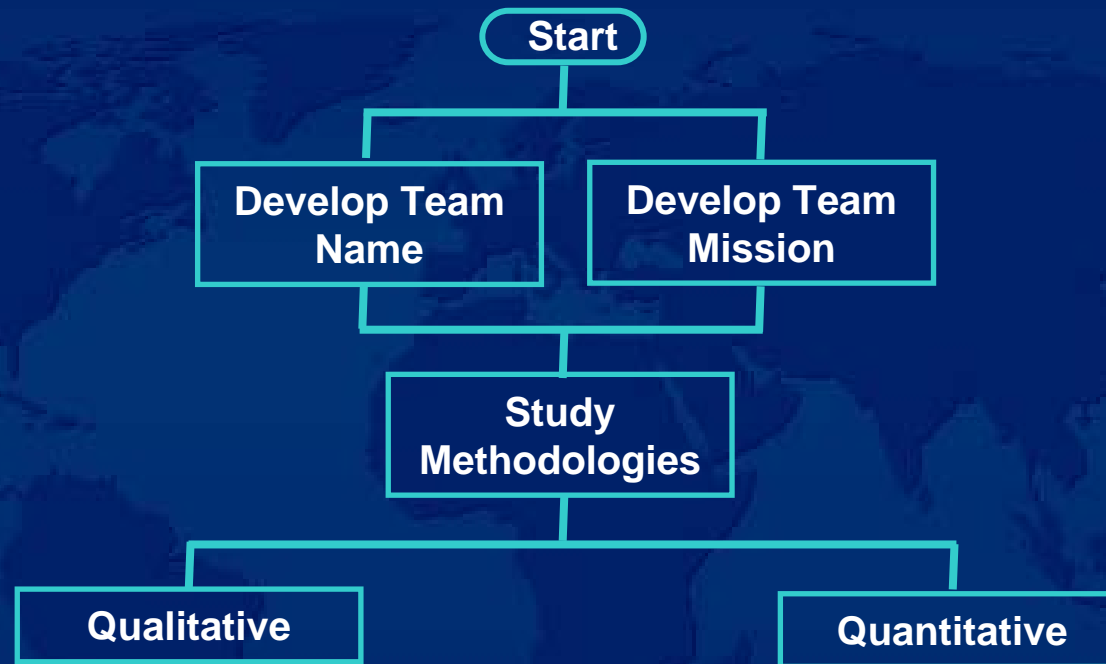 Start
Develop Team
Name
Develop Team
Mission
Study
Methodologies
Qualitative
Quantitative